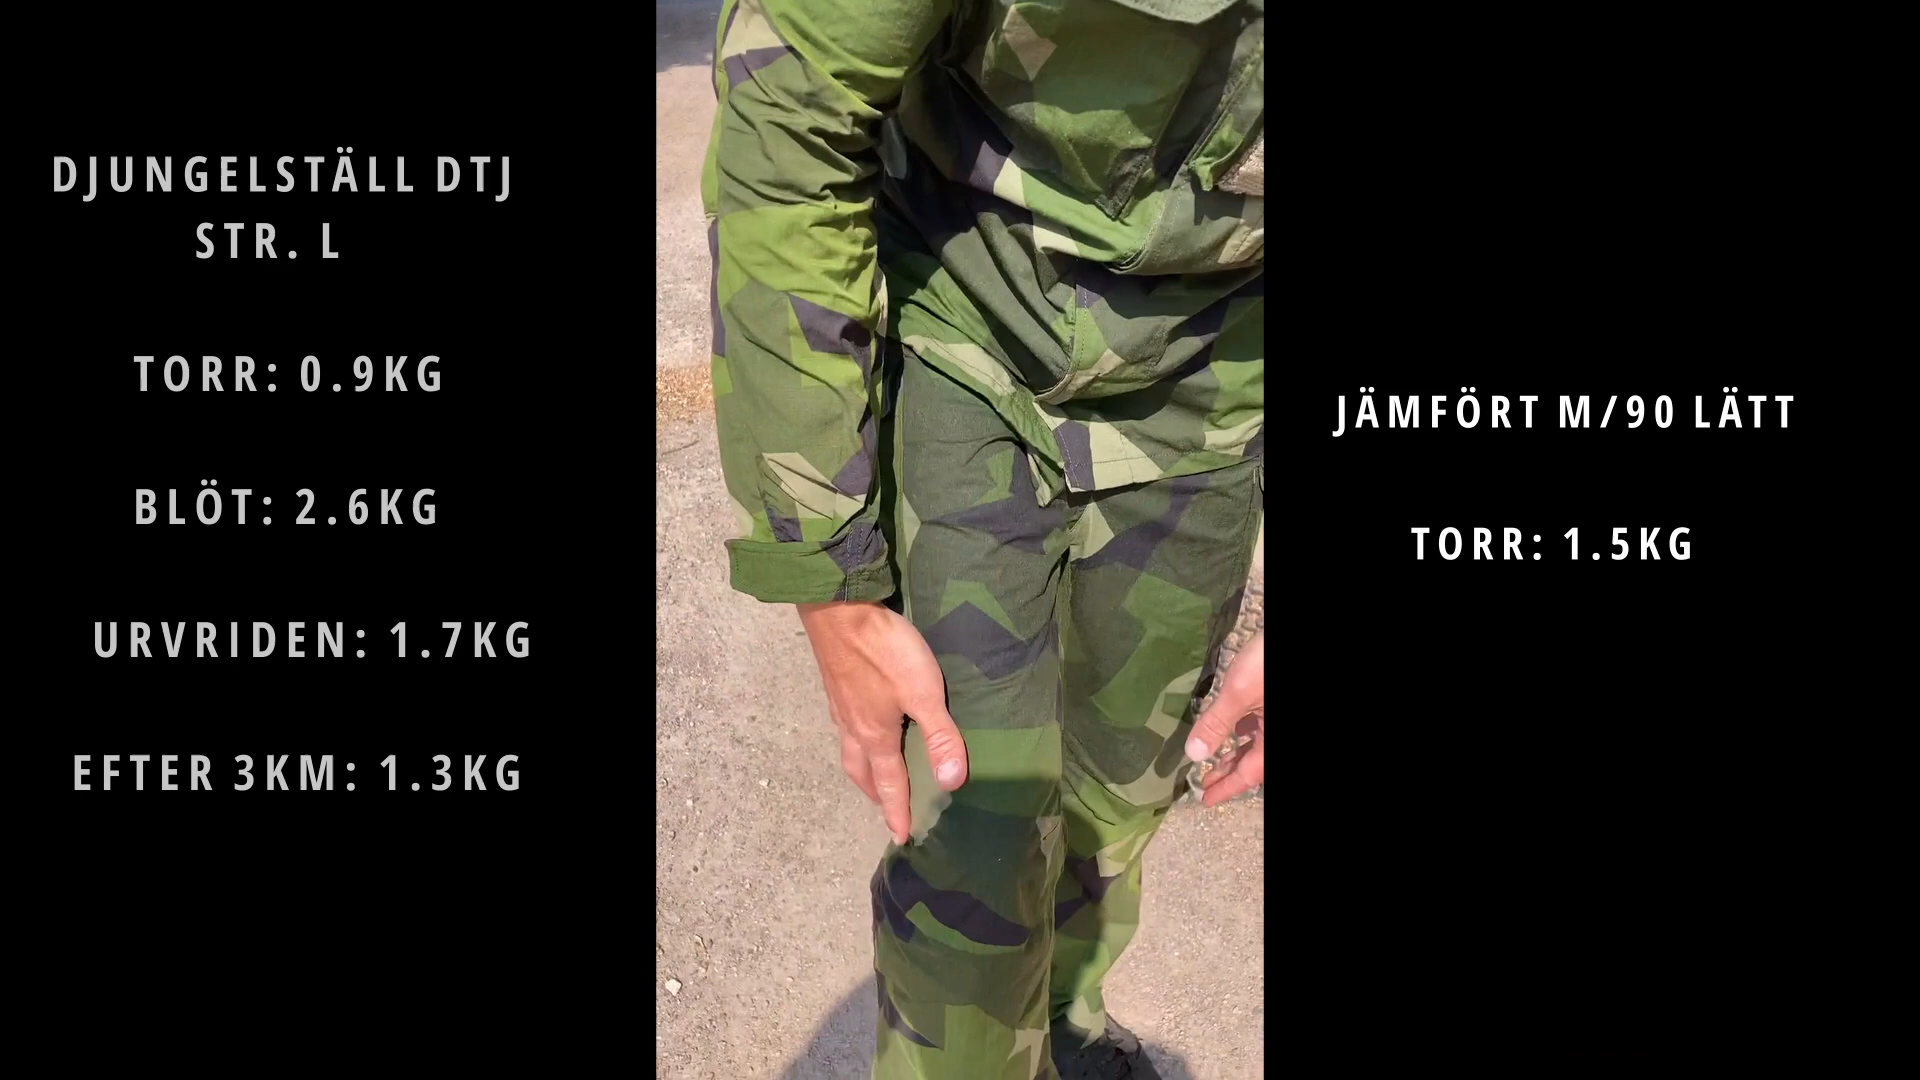 DJUNGELSTÄLL DTJ
STR. L
TORR: 0.9KG
BLÖT: 2.6KG
URVRIDEN: 1.7KG
EFTER 3KM: 1.3KG
JÄMFÖRT M/90 LÄTT
TORR: 1.5KG